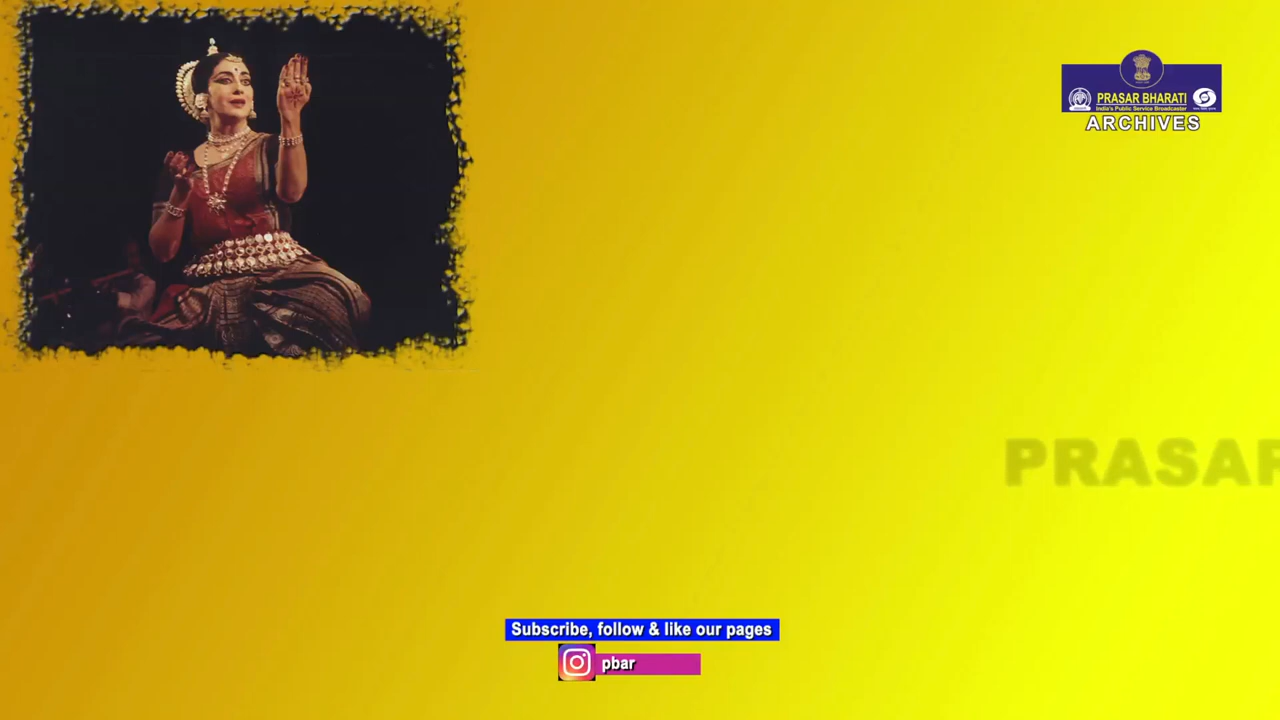 PRASAR BHARATI
India's Public Service Broadcaster
ARCHIVES
PRASAR
Subscribe, follow & like our pages
pbar